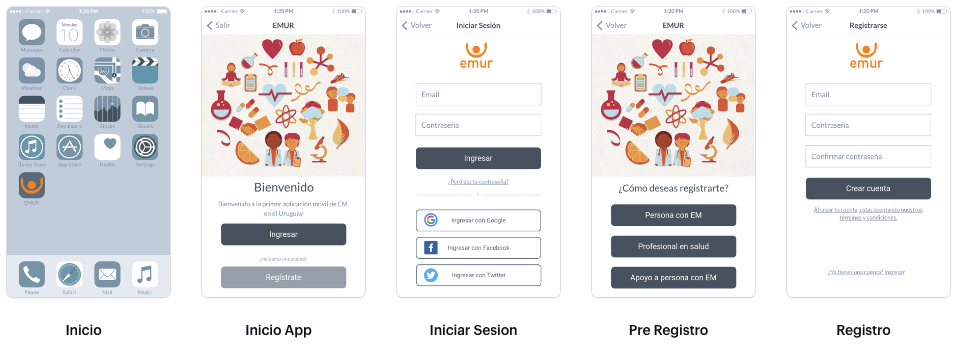 Carrier 1:20 PM 100%
Messages Calendar Photos Camera
Monday
10
Weather Clock Maps Videos
Notes Reminders Stocks iBooks
iTunes Store App Store Health Settings
EMUR
Phone Safari Mail Music
Inicio
Carrier 1:20 PM 100%
Salir EMUR
Bienvenido
Bienvenido a la primer aplicación móvil de EM
en el Uruguay
Ingresar
¿No tienes una cuenta?
Registrate
Inicio App
Carrier 1:20 PM 100%
Volver Iniciar Sesión
emur
Email
Contraseña
Ingresar
¿Perdiste tu contraseña?
o
Ingresar con Google
Ingresar con Facebook
Ingresar con Twitter
Iniciar Sesion
Carrier 1:20 PM 100%
Volver EMUR
¿Cómo deseas registrarte?
Persona con EM
Profesional en salud
Apoyo a persona con EM
Pre Registro
Carrier 1:20 PM 100%
Volver Registrarse
emur
Email
Contraseña
Confirmar contraseña
Crear cuenta
Al crear tu cuenta, estas aceptando nuestros
términos y condiciones.
¿Ya tienes una cuenta? Ingresar
Registro